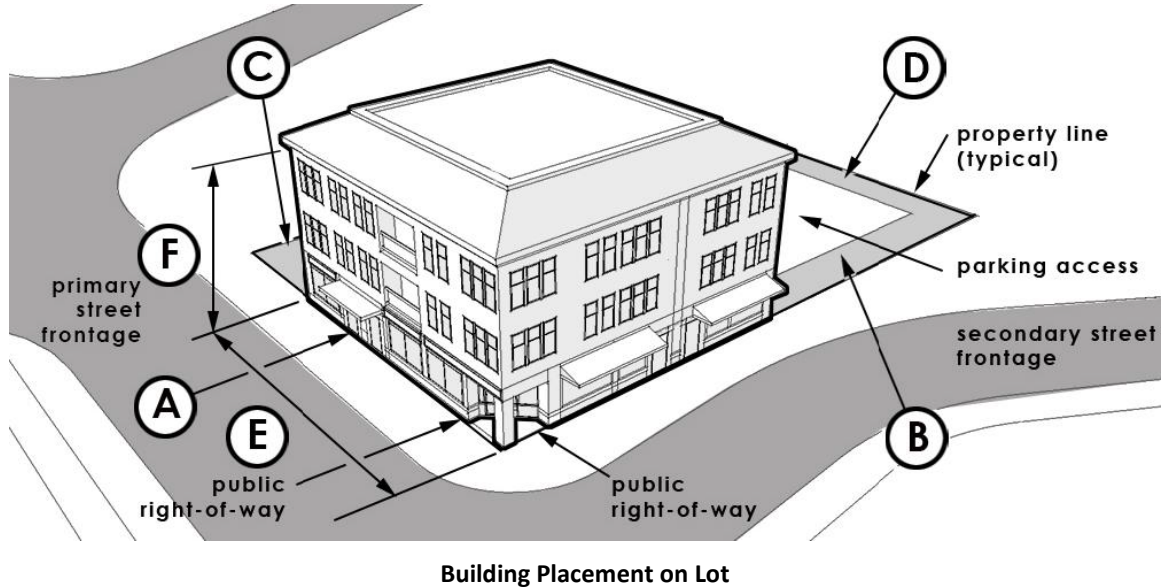 C
D
property line
(typical)
F
primary
street
frontage
parking access
secondary street
frontage
A
E
B
public
right-of-way
public
right-of-way
Building Placement on Lot